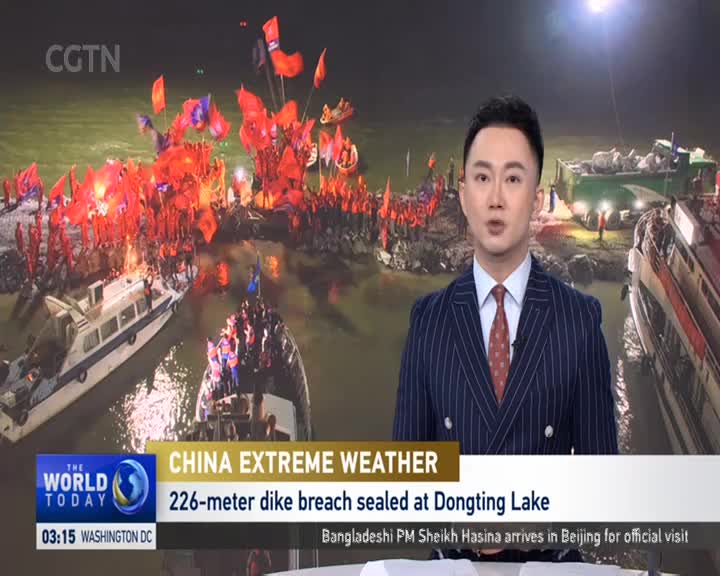 CGTN
CHINA EXTREME WEATHER
THE
WORLD
TODAY
226-meter dike breach sealed at Dongting Lake
03:15 WASHINGTON DC
Bangladeshi PM Sheikh Hasina arrives in Beijing for official visit